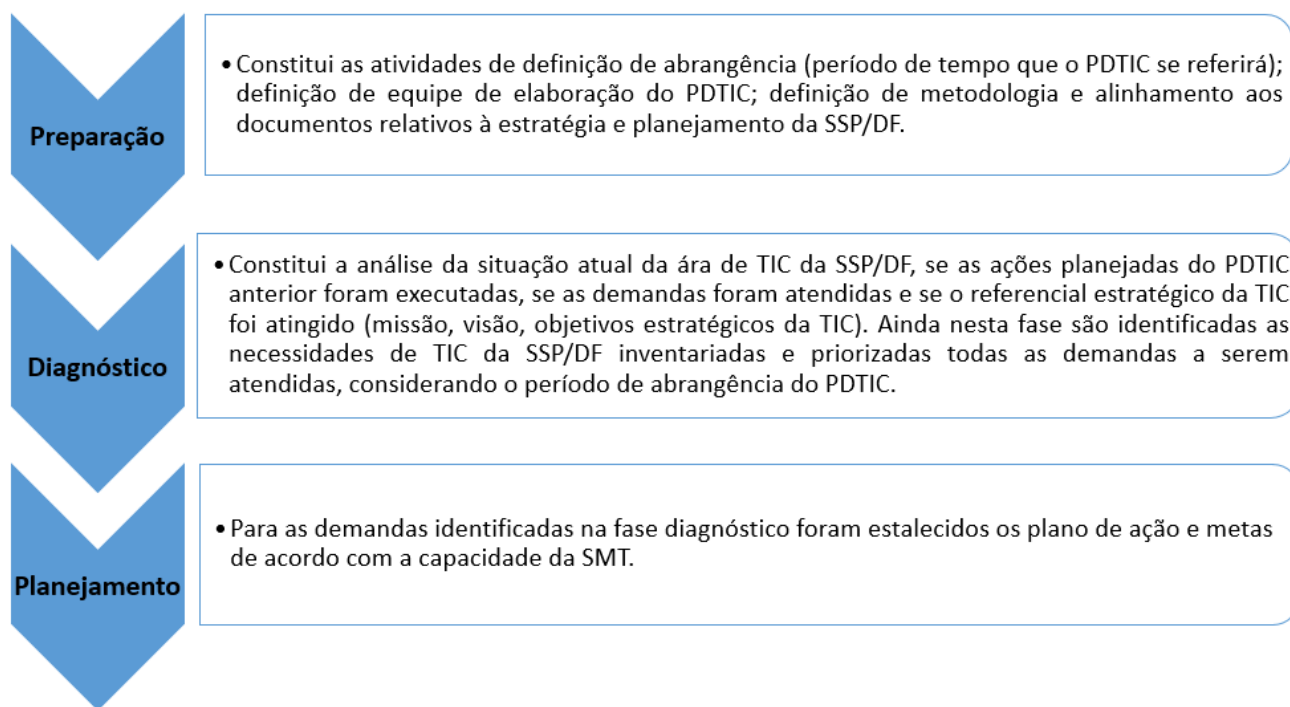 Preparação
• Constitui as atividades de definição de abrangência (período de tempo que o PDTIC se referirá);
definição de equipe de elaboração do PDTIC; definição de metodologia e alinhamento aos
documentos relativos à estratégia e planejamento da SSP/DF.
Diagnóstico
• Constitui a análise da situação atual da ára de TIC da SSP/DF, se as ações planejadas do PDTIC
anterior foram executadas, se as demandas foram atendidas e se o referencial estratégico da TIC
foi atingido (missão, visão, objetivos estratégicos da TIC). Ainda nesta fase são identificadas as
necessidades de TIC da SSP/DF inventariadas e priorizadas todas as demandas a serem
atendidas, considerando o período de abrangência do PDTIC.
Planejamento
• Para as demandas identificadas na fase diagnóstico foram estalecidos os plano de ação e metas
de acordo com a capacidade da SMT.